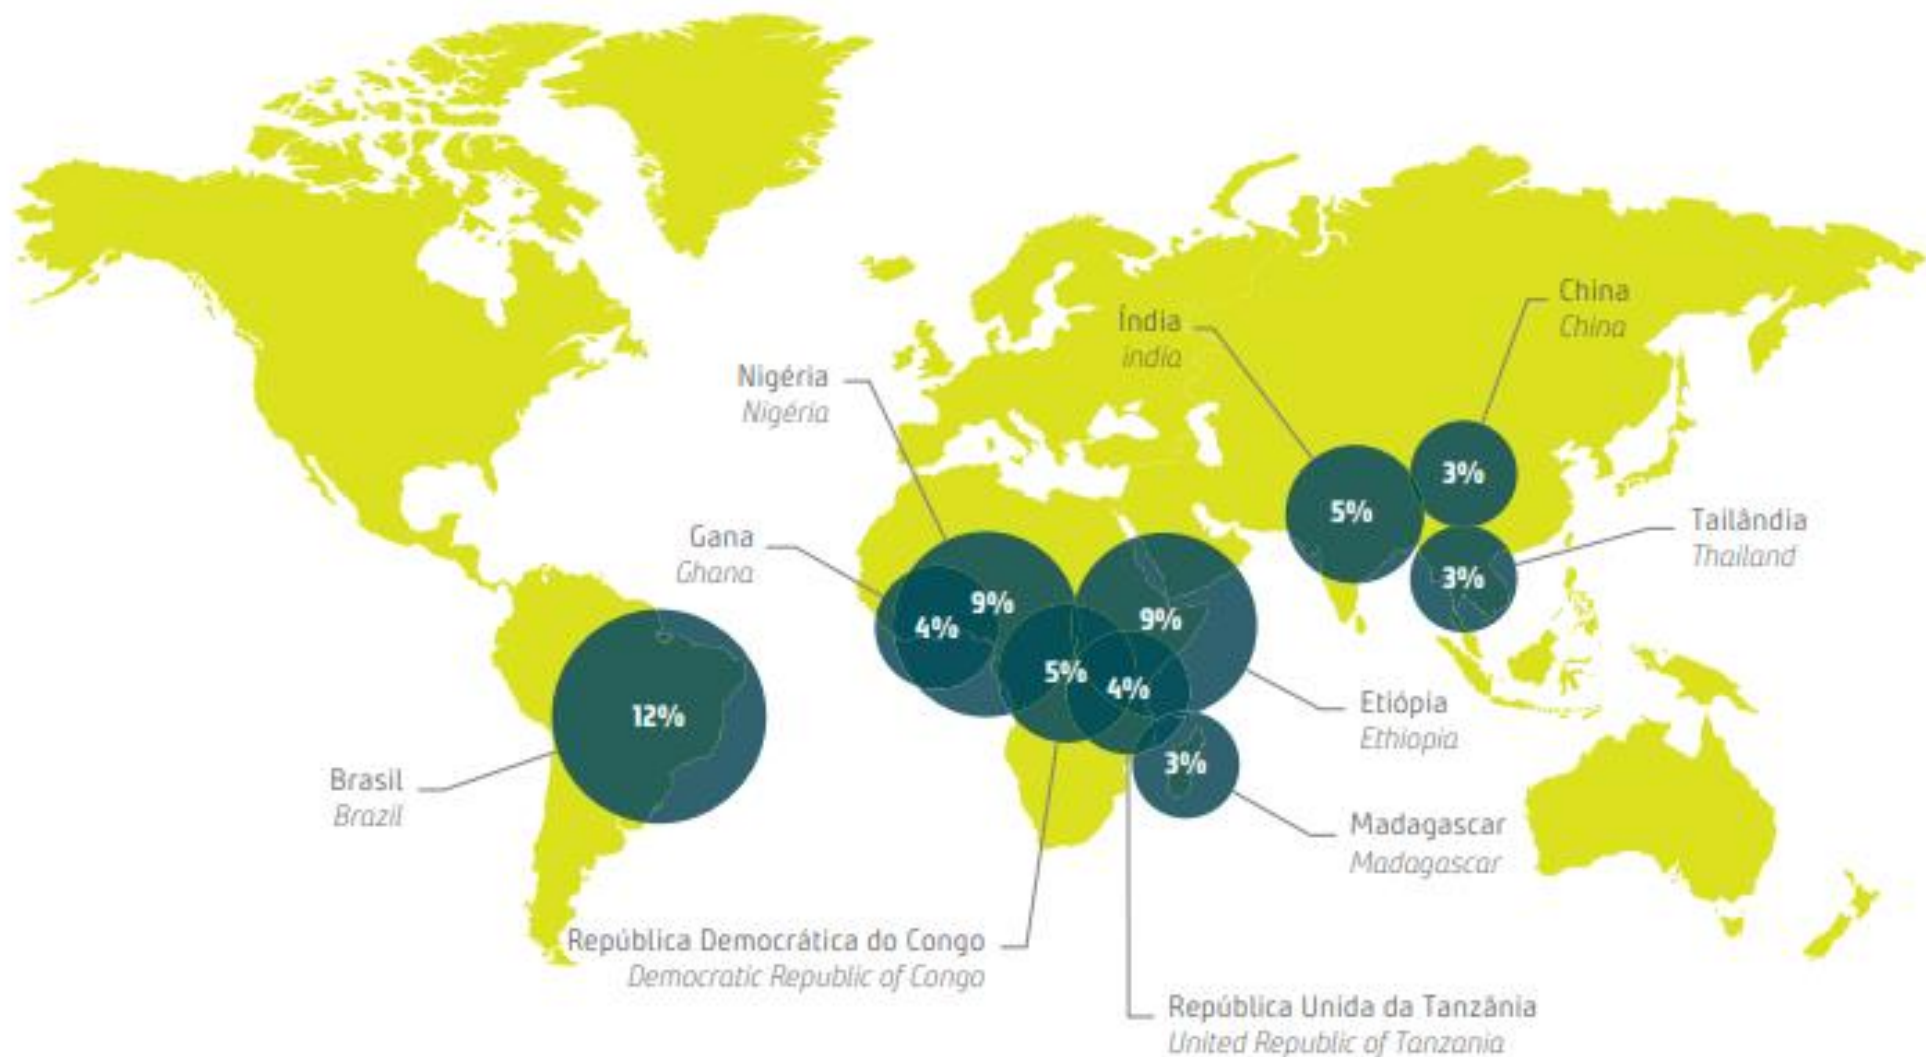 China
China
Índia
india
Nigéria
Nigéria
3%
5%
Tailândia
Thailand
Gana
Ghana
3%
9%
9%
4%
5%
4%
Etiópia
Ethiopia
12%
3%
Brasil
Brazil
Madagascar
Madagascar
República Democrática do Congo
Democratic Republic of Congo
República Unida da Tanzânia
United Republic of Tanzania